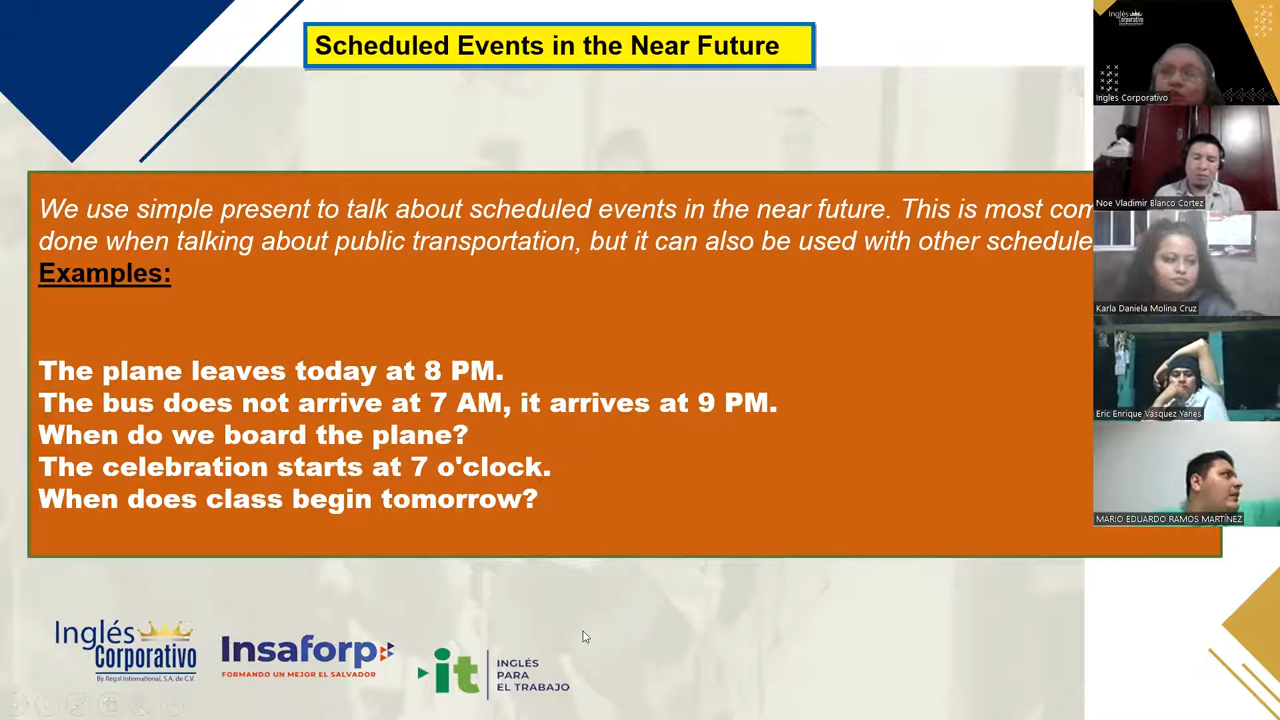 Scheduled Events in the Near Future
We use simple present to talk about scheduled events in the near future. This is most com
done when talking about public transportation, but it can also be used with other schedule
Examples:
The plane leaves today at 8 PM.
The bus does not arrive at 7 AM, it arrives at 9 PM.
When do we board the plane?
The celebration starts at 7 o'clock.
When does class begin tomorrow?
Inglés
Corporativo
By Regal International, S.A. de C.V.
Insaforp
FORMANDO UN MEJOR EL SALVADOR
it
INGLÉS
PARA
EL TRABAJO
Inglés
Corporativo
Ingles Corporativo
Noe Vladimir Blanco Cortez
Karla Daniela Molina Cruz
Eric Enrique Vásquez Yanes
MARIO EDUARDO RAMOS MARTÍNEZ